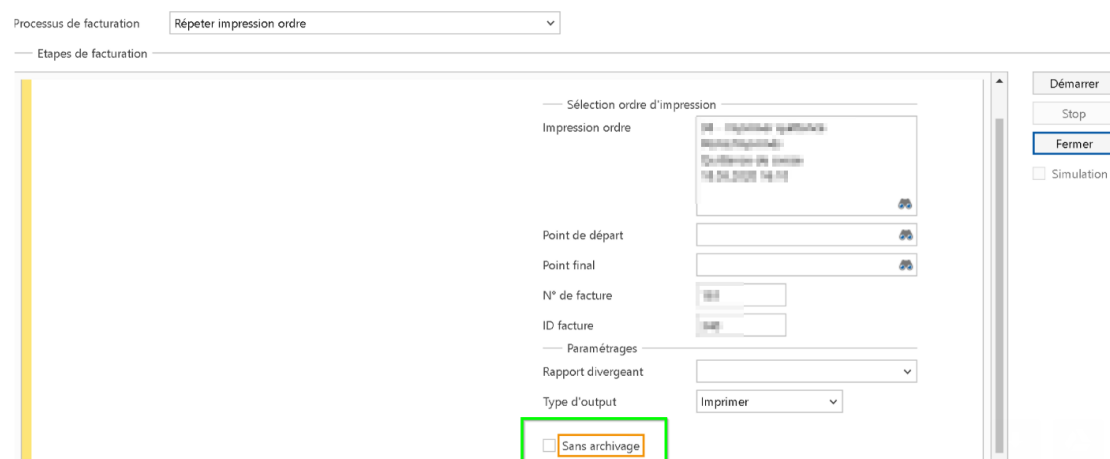 Processus de facturation Répeter impression ordre
Etapes de facturation
Démarrer
Sélection ordre d'impression
Stop
Impression ordre
Fermer
Simulation
Point de départ
Point final
N° de facture
ID facture
Paramétrages
Rapport divergeant
Type d'output Imprimer
Sans archivage